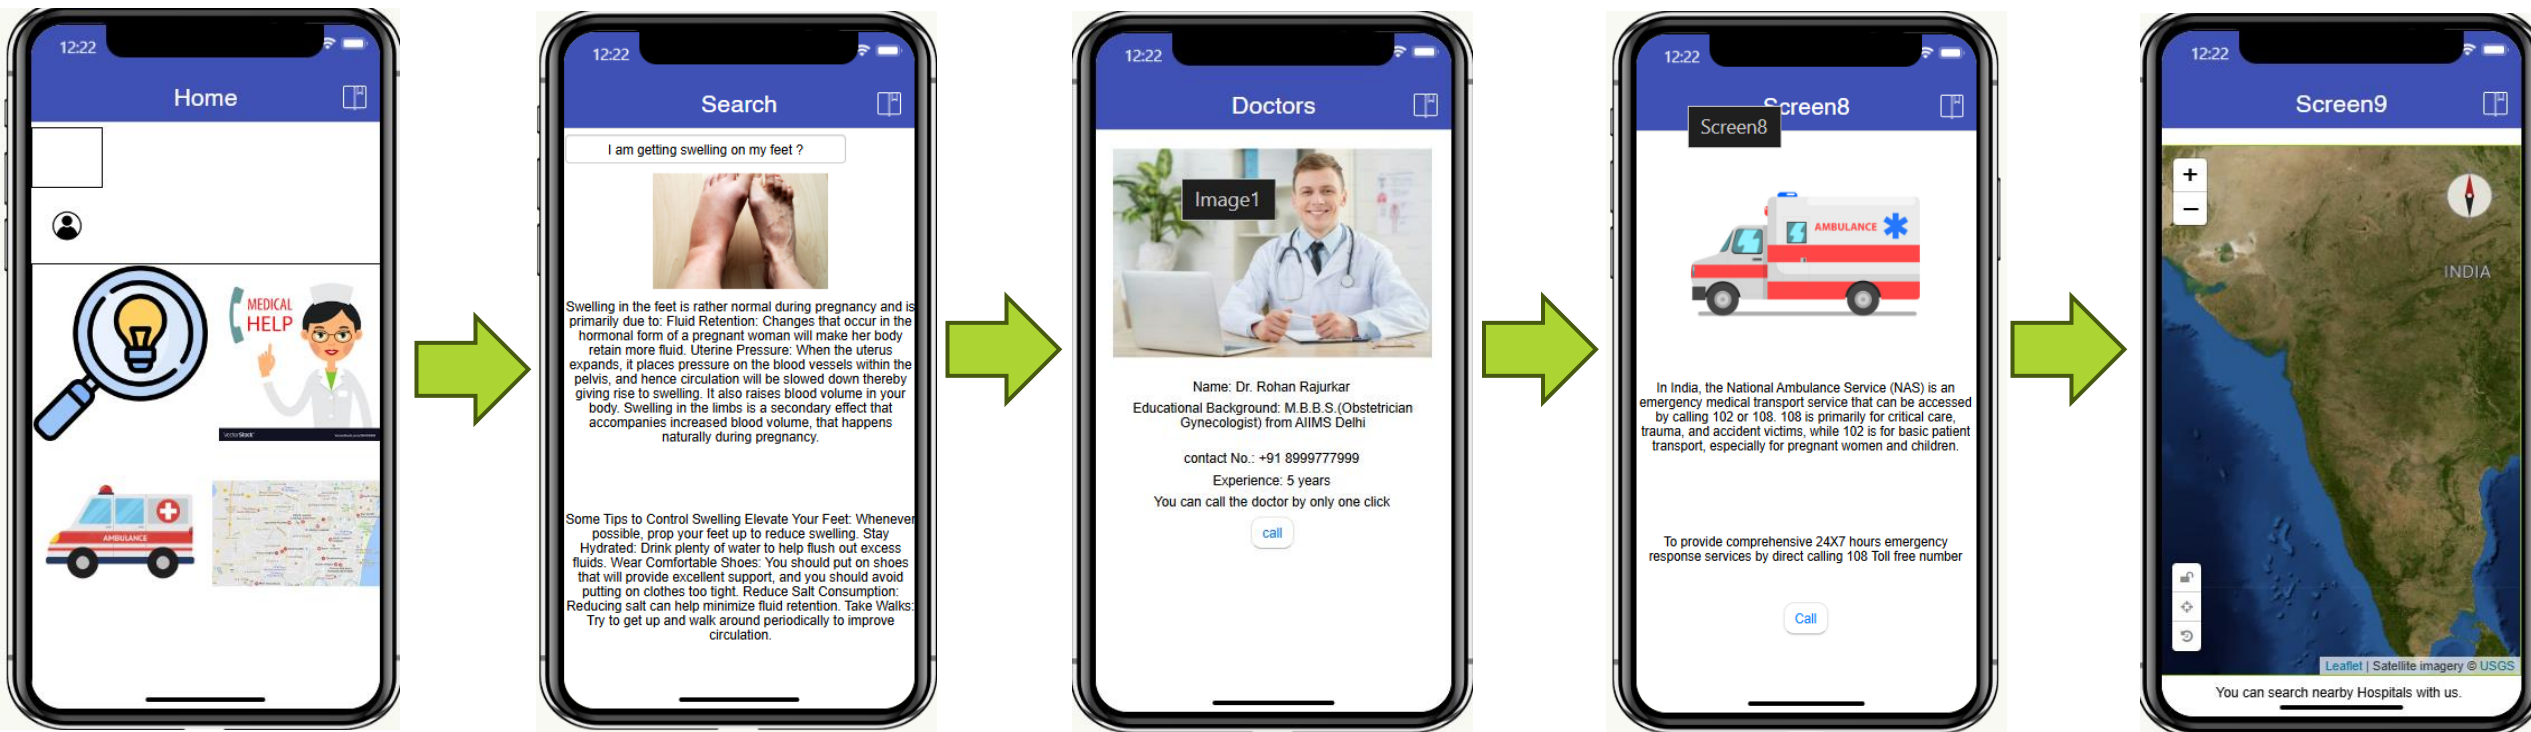 12:22
Home
MEDICAL
HELP
VectorStock
AMBULANCE
12:22
Search
I am getting swelling on my feet ?
Swelling in the feet is rather normal during pregnancy and is
primarily due to: Fluid Retention: Changes that occur in the
hormonal form of a pregnant woman will make her body
retain more fluid. Uterine Pressure: When the uterus
expands, it places pressure on the blood vessels within the
pelvis, and hence circulation will be slowed down thereby
giving rise to swelling. It also raises blood volume in your
body. Swelling in the limbs is a secondary effect that
accompanies increased blood volume, that happens
naturally during pregnancy.
Some Tips to Control Swelling Elevate Your Feet: Whenever
possible, prop your feet up to reduce swelling. Stay
Hydrated: Drink plenty of water to help flush out excess
fluids. Wear Comfortable Shoes: You should put on shoes
that will provide excellent support, and you should avoid
putting on clothes too tight. Reduce Salt Consumption:
Reducing salt can help minimize fluid retention. Take Walks:
Try to get up and walk around periodically to improve
circulation.
12:22
Doctors
Image1
Name: Dr. Rohan Rajurkar
Educational Background: M.B.B.S.(Obstetrician
Gynecologist) from AIIMS Delhi
contact No.: +91 8999777999
Experience: 5 years
You can call the doctor by only one click
call
12:22
Screen8
Screen8
AMBULANCE
In India, the National Ambulance Service (NAS) is an
emergency medical transport service that can be accessed
by calling 102 or 108. 108 is primarily for critical care,
trauma, and accident victims, while 102 is for basic patient
transport, especially for pregnant women and children.
To provide comprehensive 24X7 hours emergency
response services by direct calling 108 Toll free number
Call
12:22
Screen9
+
−
INDIA
Leaflet | Satellite imagery © USGS
You can search nearby Hospitals with us.